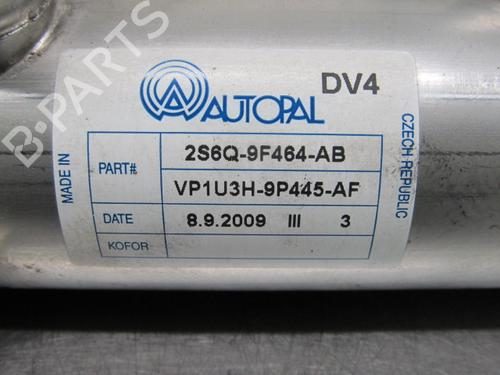 AUTOPAL
DV4
MADE IN
PART#
2S6Q-9F464-AB
VP1U3H-9P445-AF
DATE
8.9.2009 III 3
KOFOR
CZECH REPUBLIC
B-PARTS